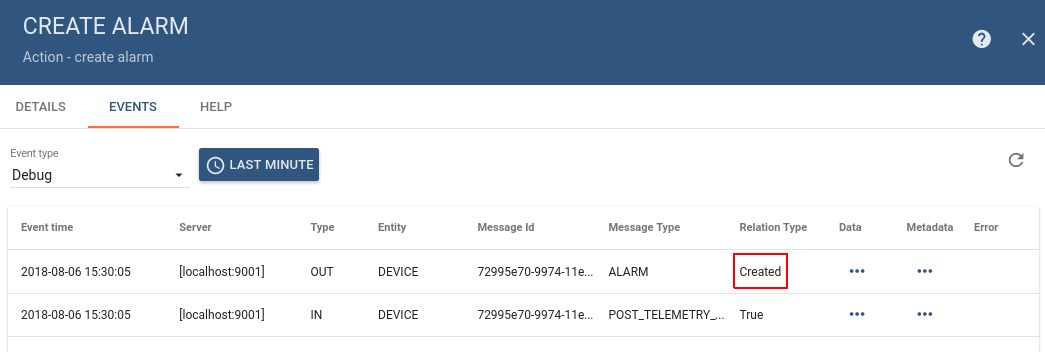 CREATE ALARM
Action - create alarm
?
DETAILS EVENTS HELP
Event type
Debug
LAST MINUTE
Event time Server Type Entity Message Id Message Type Relation Type Data Metadata Error
2018-08-06 15:30:05 [localhost:9001] OUT DEVICE 72995e70-9974-11e... ALARM Created •••  •••
2018-08-06 15:30:05 [localhost:9001] IN DEVICE 72995e70-9974-11e... POST_TELEMETRY_... True ••• •••